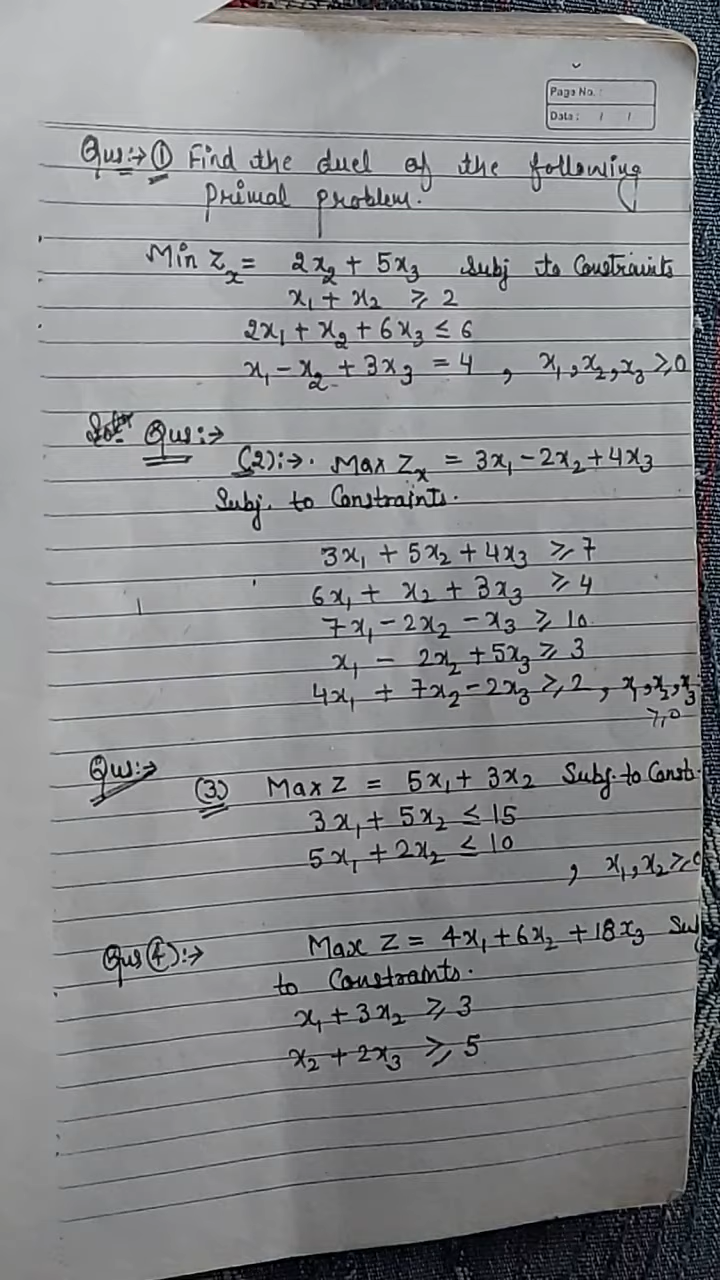 Page No. :
Date : / /
Qus:→ ① Find the duel of the following
primal problem.
Min Zₓ = 2x₂ + 5x₃ Subj to Constraints
x₁ + x₂ ≥ 2
2x₁ + x₂ + 6x₃ ≤ 6
x₁ - x₂ + 3x₃ = 4 , x₁, x₂, x₃ ≥ 0
Qus:→
(2):→. Max Zₓ = 3x₁ - 2x₂ + 4x₃
Subj. to Constraints.
3x₁ + 5x₂ + 4x₃ ≥ 7
6x₁ + x₂ + 3x₃ ≥ 4
7x₁ - 2x₂ - x₃ ≥ 10
x₁ - 2x₂ + 5x₃ ≥ 3
4x₁ + 7x₂ - 2x₃ ≥ 2 , x₁, x₂, x₃
≥ 0
Qus:→
(3) Max Z = 5x₁ + 3x₂ Subj. to Const.
3x₁ + 5x₂ ≤ 15
5x₁ + 2x₂ ≤ 10
, x₁, x₂ ≥ 0
Qus (4):→ Max Z = 4x₁ + 6x₂ + 18x₃ Suj
to Constraints.
x₁ + 3x₂ ≥ 3
x₂ + 2x₃ ≥ 5